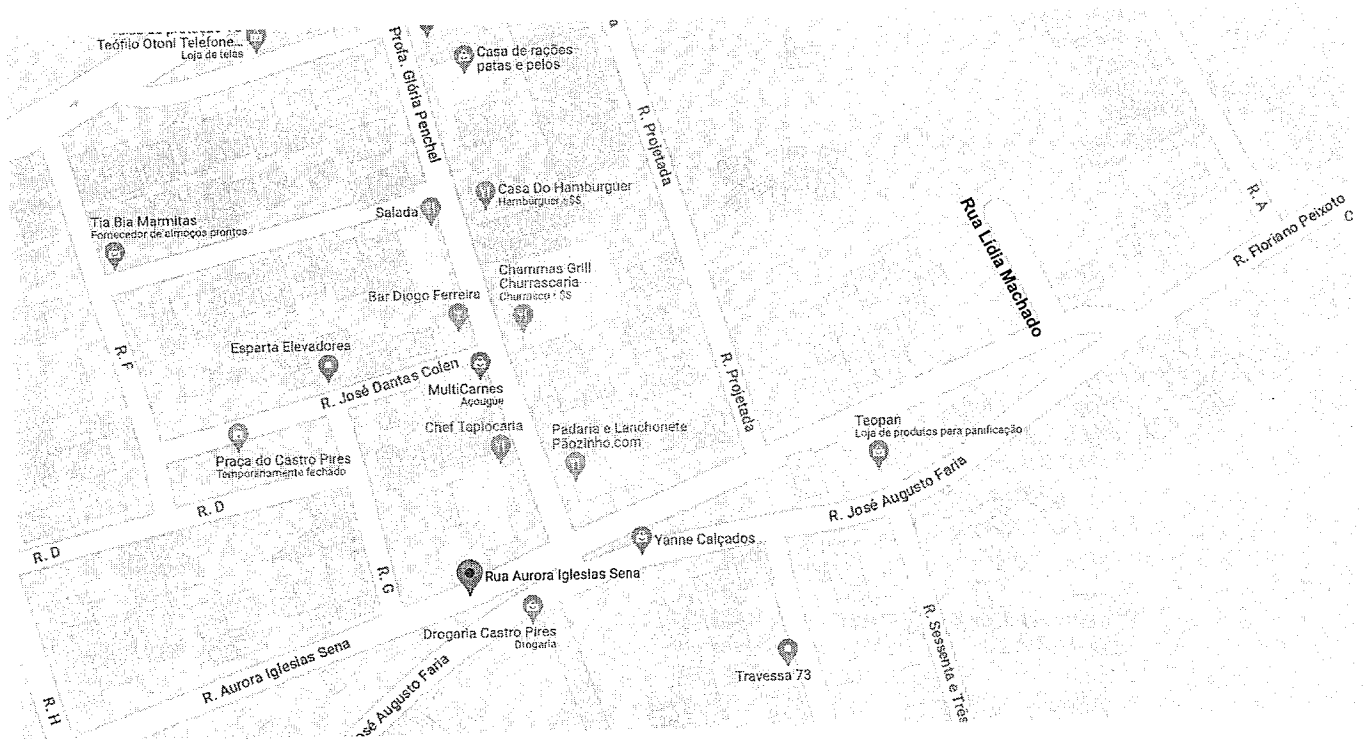 Teófilo Otoni Telefone...
Loja de telas
Profa. Glória Penchel
Casa de rações
patas e pelos
R. Projetada
Casa Do Hamburguer
Hambúrguer • $$
Salada
Tia Bia Marmitas
Fornecedor de almoços prontos
Rua Lídia Machado
R. A
R. Floriano Peixoto
C
Chammas Grill
Churrascaria
Churrasco • $$
Bar Diogo Ferreira
Esparta Elevadores
R. F
R. José Dantas Colen
MultiCarnes
Açougue
R. Projetada
Chef Tapiocaria
Padaria e Lanchonete
Pãozinho.com
Teopan
Loja de produtos para panificação
Praça do Castro Pires
Temporariamente fechado
R. D
R. José Augusto Faria
R. D
Yanne Calçados
R. G
Rua Aurora Iglesias Sena
Drogaria Castro Pires
Drogaria
R. Sessenta e Três
R. Aurora Iglesias Sena
Travessa 73
R. H
José Augusto Faria